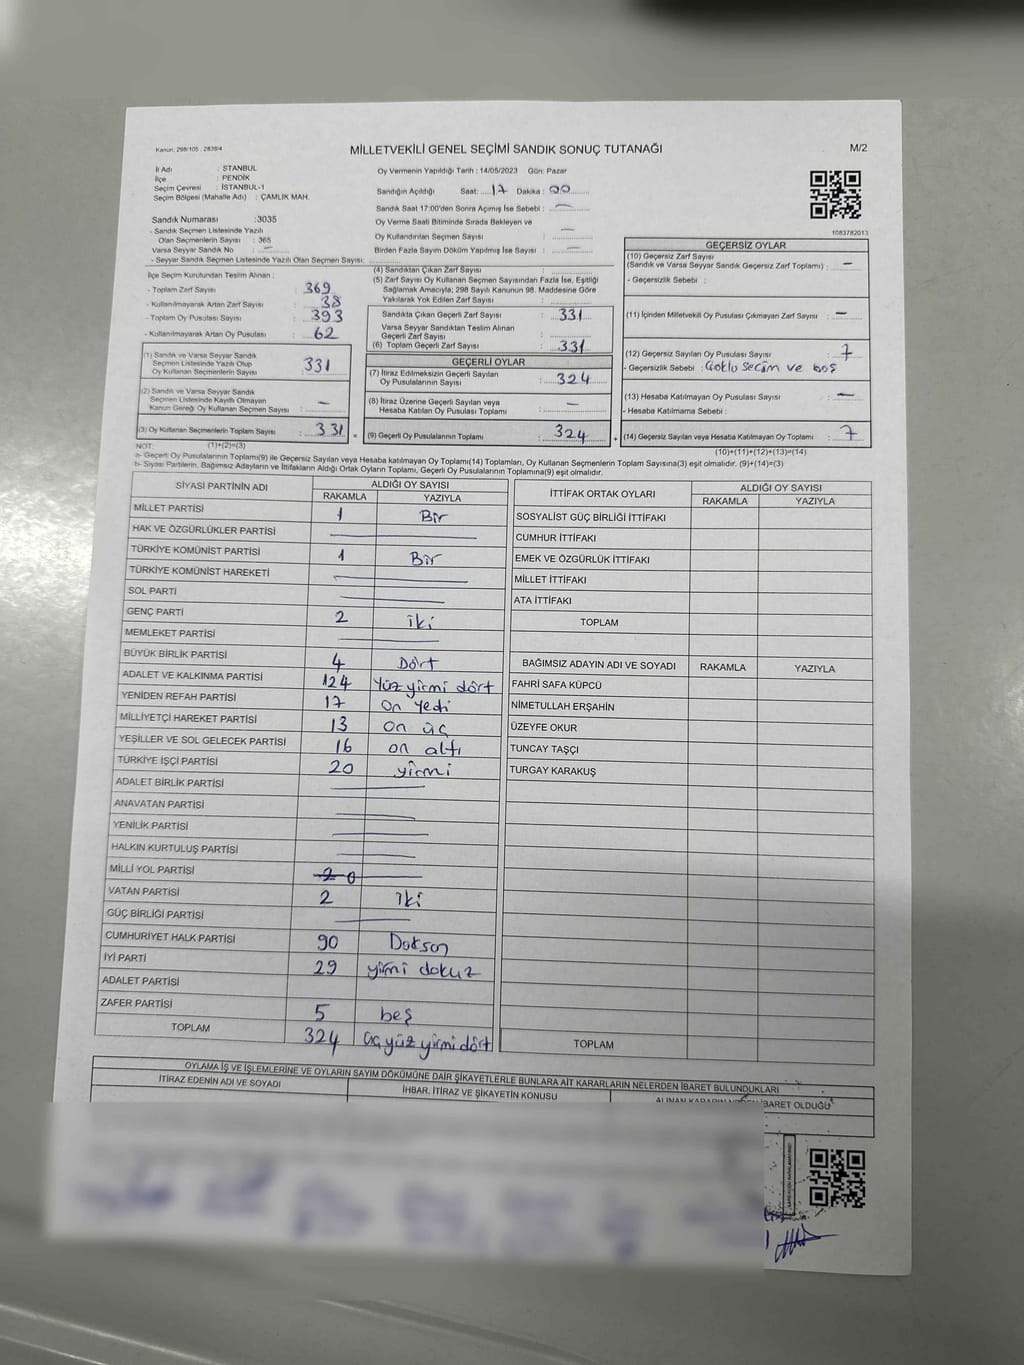 Kanun: 298/105 . 2839/4
MİLLETVEKİLİ GENEL SEÇİMİ SANDIK SONUÇ TUTANAĞI
M/2
İl Adı : İSTANBUL
İlçe : PENDİK
Seçim Çevresi : İSTANBUL-1
Seçim Bölgesi (Mahalle Adı) : ÇAMLIK MAH.
Oy Vermenin Yapıldığı Tarih : 14/05/2023 Gün: Pazar
Sandığın Açıldığı Saat: 17 Dakika: 00
Sandık Saat 17:00'den Sonra Açmış İse Sebebi : —
Oy Verme Saati Bitiminde Sırada Bekleyen ve
Oy Kullandırılan Seçmen Sayısı : —
Birden Fazla Sayım Döküm Yapılmış İse Sayısı : —
1083782013
Sandık Numarası :3035
- Sandık Seçmen Listesinde Yazılı
Olan Seçmenlerin Sayısı : 365
Varsa Seyyar Sandık No : —
- Seyyar Sandık Seçmen Listesinde Yazılı Olan Seçmen Sayısı:
İlçe Seçim Kurulundan Teslim Alınan :
- Toplam Zarf Sayısı : 369
- Kullanılmayarak Artan Zarf Sayısı : 38
- Toplam Oy Pusulası Sayısı : 393
- Kullanılmayarak Artan Oy Pusulası : 62
(1) Sandık ve Varsa Seyyar Sandık
Seçmen Listesinde Yazılı Olup
Oy Kullanan Seçmenlerin Sayısı : 331
(2) Sandık ve Varsa Seyyar Sandık
Seçmen Listesinde Kayıtlı Olmayan
Kanun Gereği Oy Kullanan Seçmen Sayısı : —
(3) Oy Kullanan Seçmenlerin Toplam Sayısı : 331 =
(4) Sandıktan Çıkan Zarf Sayısı :
(5) Zarf Sayısı Oy Kullanan Seçmen Sayısından Fazla İse, Eşitliği
Sağlamak Amacıyla; 298 Sayılı Kanunun 98. Maddesine Göre
Yakılarak Yok Edilen Zarf Sayısı :
Sandıkta Çıkan Geçerli Zarf Sayısı : 331
Varsa Seyyar Sandıktan Teslim Alınan
Geçerli Zarf Sayısı :
(6) Toplam Geçerli Zarf Sayısı : 331
GEÇERLİ OYLAR
(7) İtiraz Edilmeksizin Geçerli Sayılan
Oy Pusulalarının Sayısı : 324
(8) İtiraz Üzerine Geçerli Sayılan veya
Hesaba Katılan Oy Pusulası Toplamı : —
(9) Geçerli Oy Pusulalarının Toplamı : 324 +
GEÇERSİZ OYLAR
(10) Geçersiz Zarf Sayısı
(Sandık ve Varsa Seyyar Sandık Geçersiz Zarf Toplamı) : —
- Geçersizlik Sebebi :
(11) İçinden Milletvekili Oy Pusulası Çıkmayan Zarf Sayısı : —
(12) Geçersiz Sayılan Oy Pusulası Sayısı : 7
- Geçersizlik Sebebi : Çoklu Seçim ve boş
(13) Hesaba Katılmayan Oy Pusulası Sayısı : —
- Hesaba Katılmama Sebebi :
(14) Geçersiz Sayılan veya Hesaba Katılmayan Oy Toplamı : 7
NOT: (1)+(2)=(3)
(10)+(11)+(12)+(13)=(14)
a- Geçerli Oy Pusulaları Toplamı(9) ile Geçersiz Sayılan veya Hesaba katılmayan Oy Toplamı(14) Toplamları, Oy Kullanan Seçmenlerin Toplam Sayısına(3) eşit olmalıdır. (9)+(14)=(3)
b- Siyasi Partilerin, Bağımsız Adayların ve İttifakların Aldığı Ortak Oyların Toplamı, Geçerli Oy Pusulalarının Toplamına(9) eşit olmalıdır.
SİYASİ PARTİNİN ADI
ALDIĞI OY SAYISI
RAKAMLA YAZIYLA
MİLLET PARTİSİ 1 Bir
HAK VE ÖZGÜRLÜKLER PARTİSİ
TÜRKİYE KOMÜNİST PARTİSİ 1 Bir
TÜRKİYE KOMÜNİST HAREKETİ
SOL PARTİ
GENÇ PARTİ 2 iki
MEMLEKET PARTİSİ
BÜYÜK BİRLİK PARTİSİ 4 Dört
ADALET VE KALKINMA PARTİSİ 124 Yüz yirmi dört
YENİDEN REFAH PARTİSİ 17 On yedi
MİLLİYETÇİ HAREKET PARTİSİ 13 on üç
YEŞİLLER VE SOL GELECEK PARTİSİ 16 on altı
TÜRKİYE İŞÇİ PARTİSİ 20 yirmi
ADALET BİRLİK PARTİSİ
ANAVATAN PARTİSİ
YENİLİK PARTİSİ
HALKIN KURTULUŞ PARTİSİ
MİLLİ YOL PARTİSİ 2 0
VATAN PARTİSİ 2 iki
GÜÇ BİRLİĞİ PARTİSİ
CUMHURİYET HALK PARTİSİ 90 Doksan
İYİ PARTİ 29 yirmi dokuz
ADALET PARTİSİ
ZAFER PARTİSİ 5 beş
TOPLAM 324 üç yüz yirmi dört
İTTİFAK ORTAK OYLARI
ALDIĞI OY SAYISI
RAKAMLA YAZIYLA
SOSYALİST GÜÇ BİRLİĞİ İTTİFAKI
CUMHUR İTTİFAKI
EMEK VE ÖZGÜRLÜK İTTİFAKI
MİLLET İTTİFAKI
ATA İTTİFAKI
TOPLAM
BAĞIMSIZ ADAYIN ADI VE SOYADI RAKAMLA YAZIYLA
FAHRİ SAFA KÜPCÜ
NİMETULLAH ERŞAHİN
ÜZEYFE OKUR
TUNCAY TAŞÇI
TURGAY KARAKUŞ
TOPLAM
OYLAMA İŞ VE İŞLEMLERİNE VE OYLARIN SAYIM DÖKÜMÜNE DAİR ŞİKAYETLERLE BUNLARA AİT KARARLARIN NELERDEN İBARET BULUNDUKLARI
İTİRAZ EDENİN ADI VE SOYADI İHBAR, İTİRAZ VE ŞİKAYETİN KONUSU ALINAN KARARIN NEDEN İBARET OLDUĞU